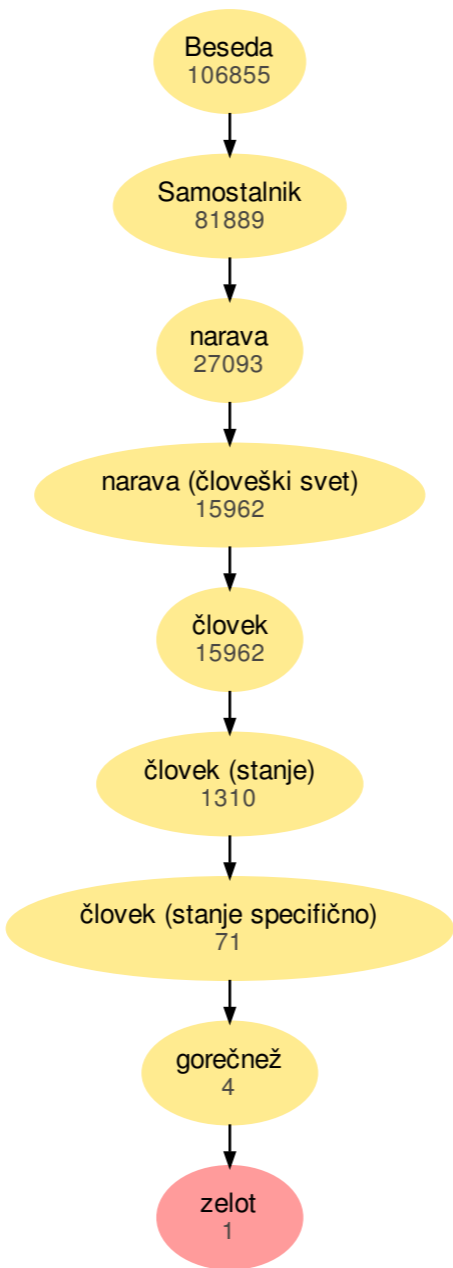 Beseda
106855
Samostalnik
81889
narava
27093
narava (človeški svet)
15962
človek
15962
človek (stanje)
1310
človek (stanje specifično)
71
gorečnež
4
zelot
1